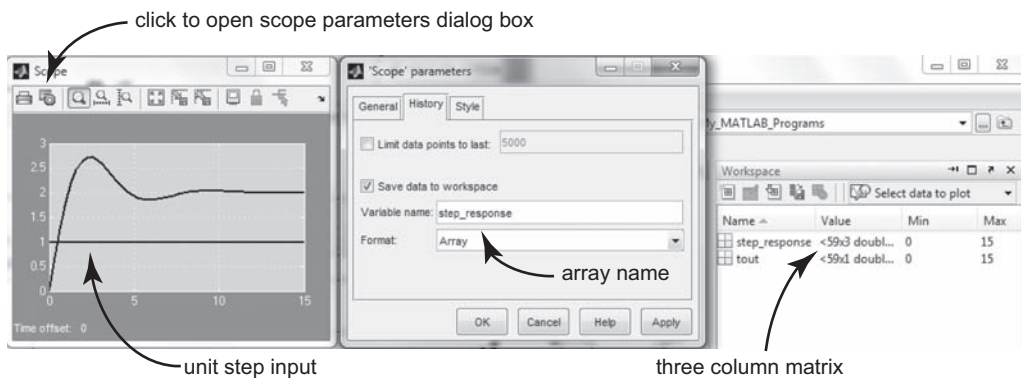 click to open scope parameters dialog box
Scope
3
2.5
2
1.5
1
0.5
0
0
5
10
15
Time offset: 0
unit step input
'Scope' parameters
General
History
Style
Limit data points to last:
5000
Save data to workspace
Variable name:
step_response
Format:
Array
array name
OK
Cancel
Help
Apply
y_MATLAB_Programs
...
Workspace
Select data to plot
Name
Value
Min
Max
step_response <59x3 doubl... 0 15
tout <59x1 doubl... 0 15
three column matrix